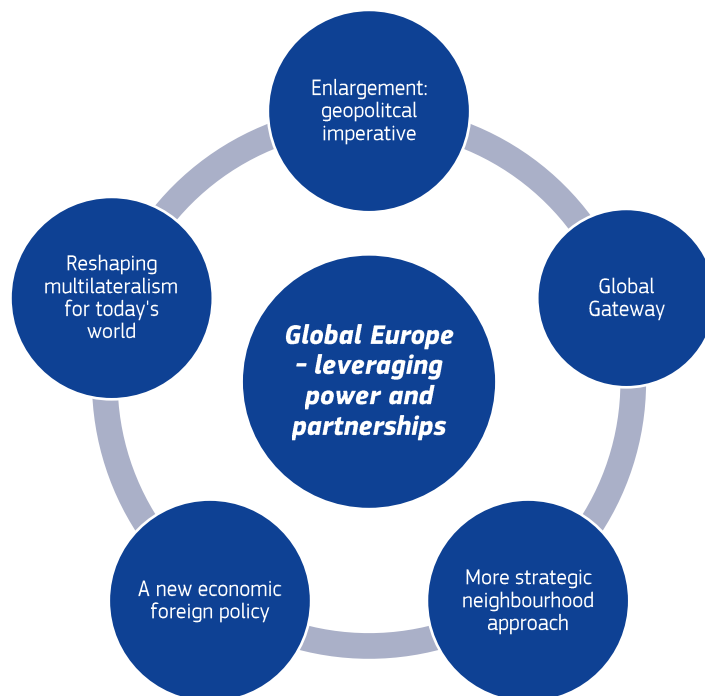 Enlargement:
geopolitcal
imperative
Global
Gateway
More strategic
neighbourhood
approach
A new economic
foreign policy
Reshaping
multilateralism
for today's
world
Global Europe
- leveraging
power and
partnerships